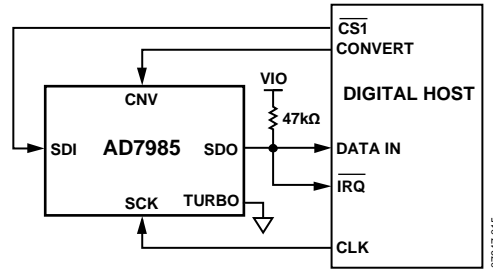 CS1
CONVERT
VIO
CNV
DIGITAL HOST
47kΩ
AD7985
SDI
SDO
DATA IN
IRQ
TURBO
SCK
CLK